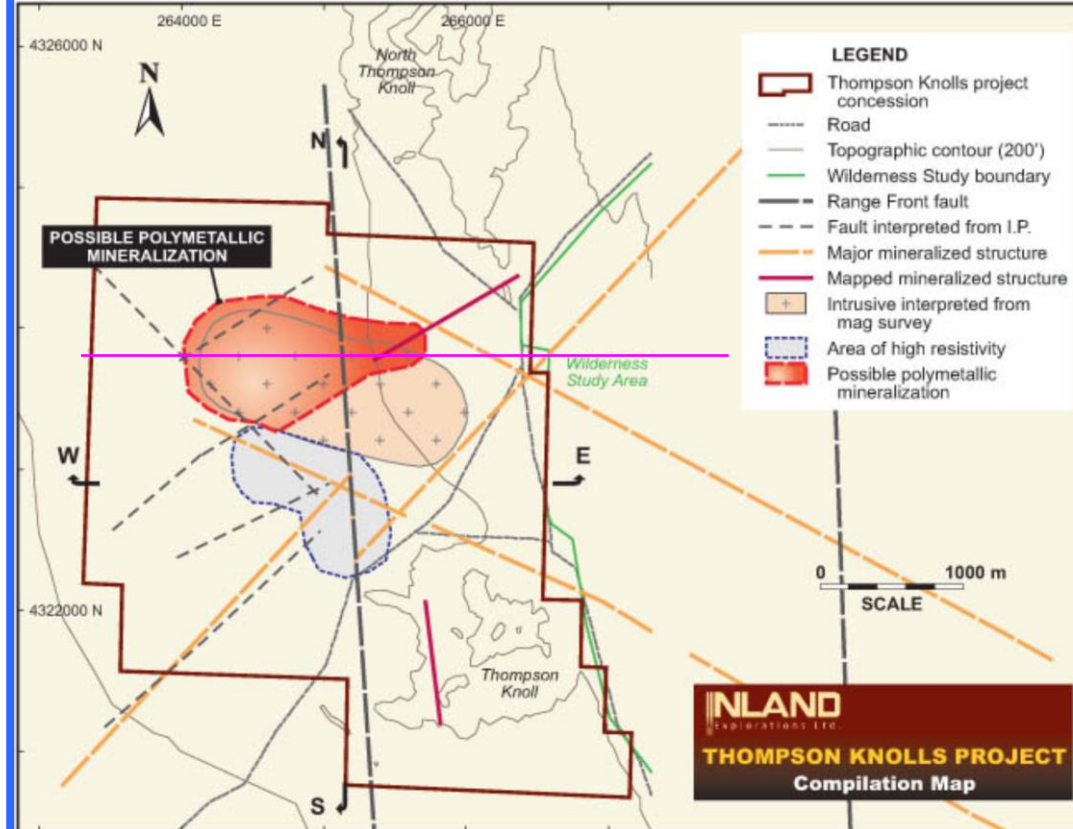 264000 E
266000 E
4326000 N
North
Thompson
Knoll
N
N
LEGEND
Thompson Knolls project
concession
Road
Topographic contour (200')
Wilderness Study boundary
Range Front fault
Fault interpreted from I.P.
Major mineralized structure
Mapped mineralized structure
Intrusive interpreted from
mag survey
Area of high resistivity
Possible polymetallic
mineralization
POSSIBLE POLYMETALLIC
MINERALIZATION
Wilderness
Study Area
W
E
0 1000 m
SCALE
4322000 N
Thompson
Knoll
S
INLAND
Explorations Ltd.
THOMPSON KNOLLS PROJECT
Compilation Map